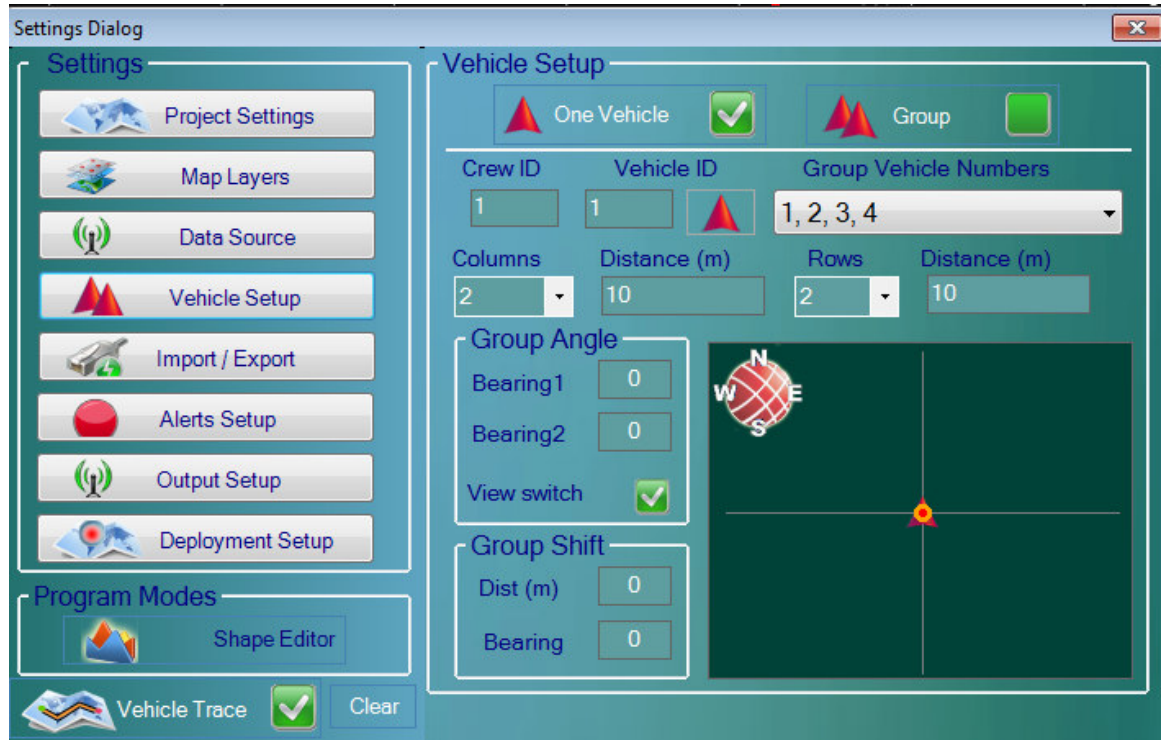 Settings Dialog
Settings
Project Settings
Map Layers
Data Source
Vehicle Setup
Import / Export
Alerts Setup
Output Setup
Deployment Setup
Program Modes
Shape Editor
Vehicle Trace Clear
Vehicle Setup
One Vehicle Group
Crew ID Vehicle ID Group Vehicle Numbers
1 1 1, 2, 3, 4
Columns Distance (m) Rows Distance (m)
2 10 2 10
Group Angle
Bearing1 0
Bearing2 0
View switch
Group Shift
Dist (m) 0
Bearing 0
N
W E
S